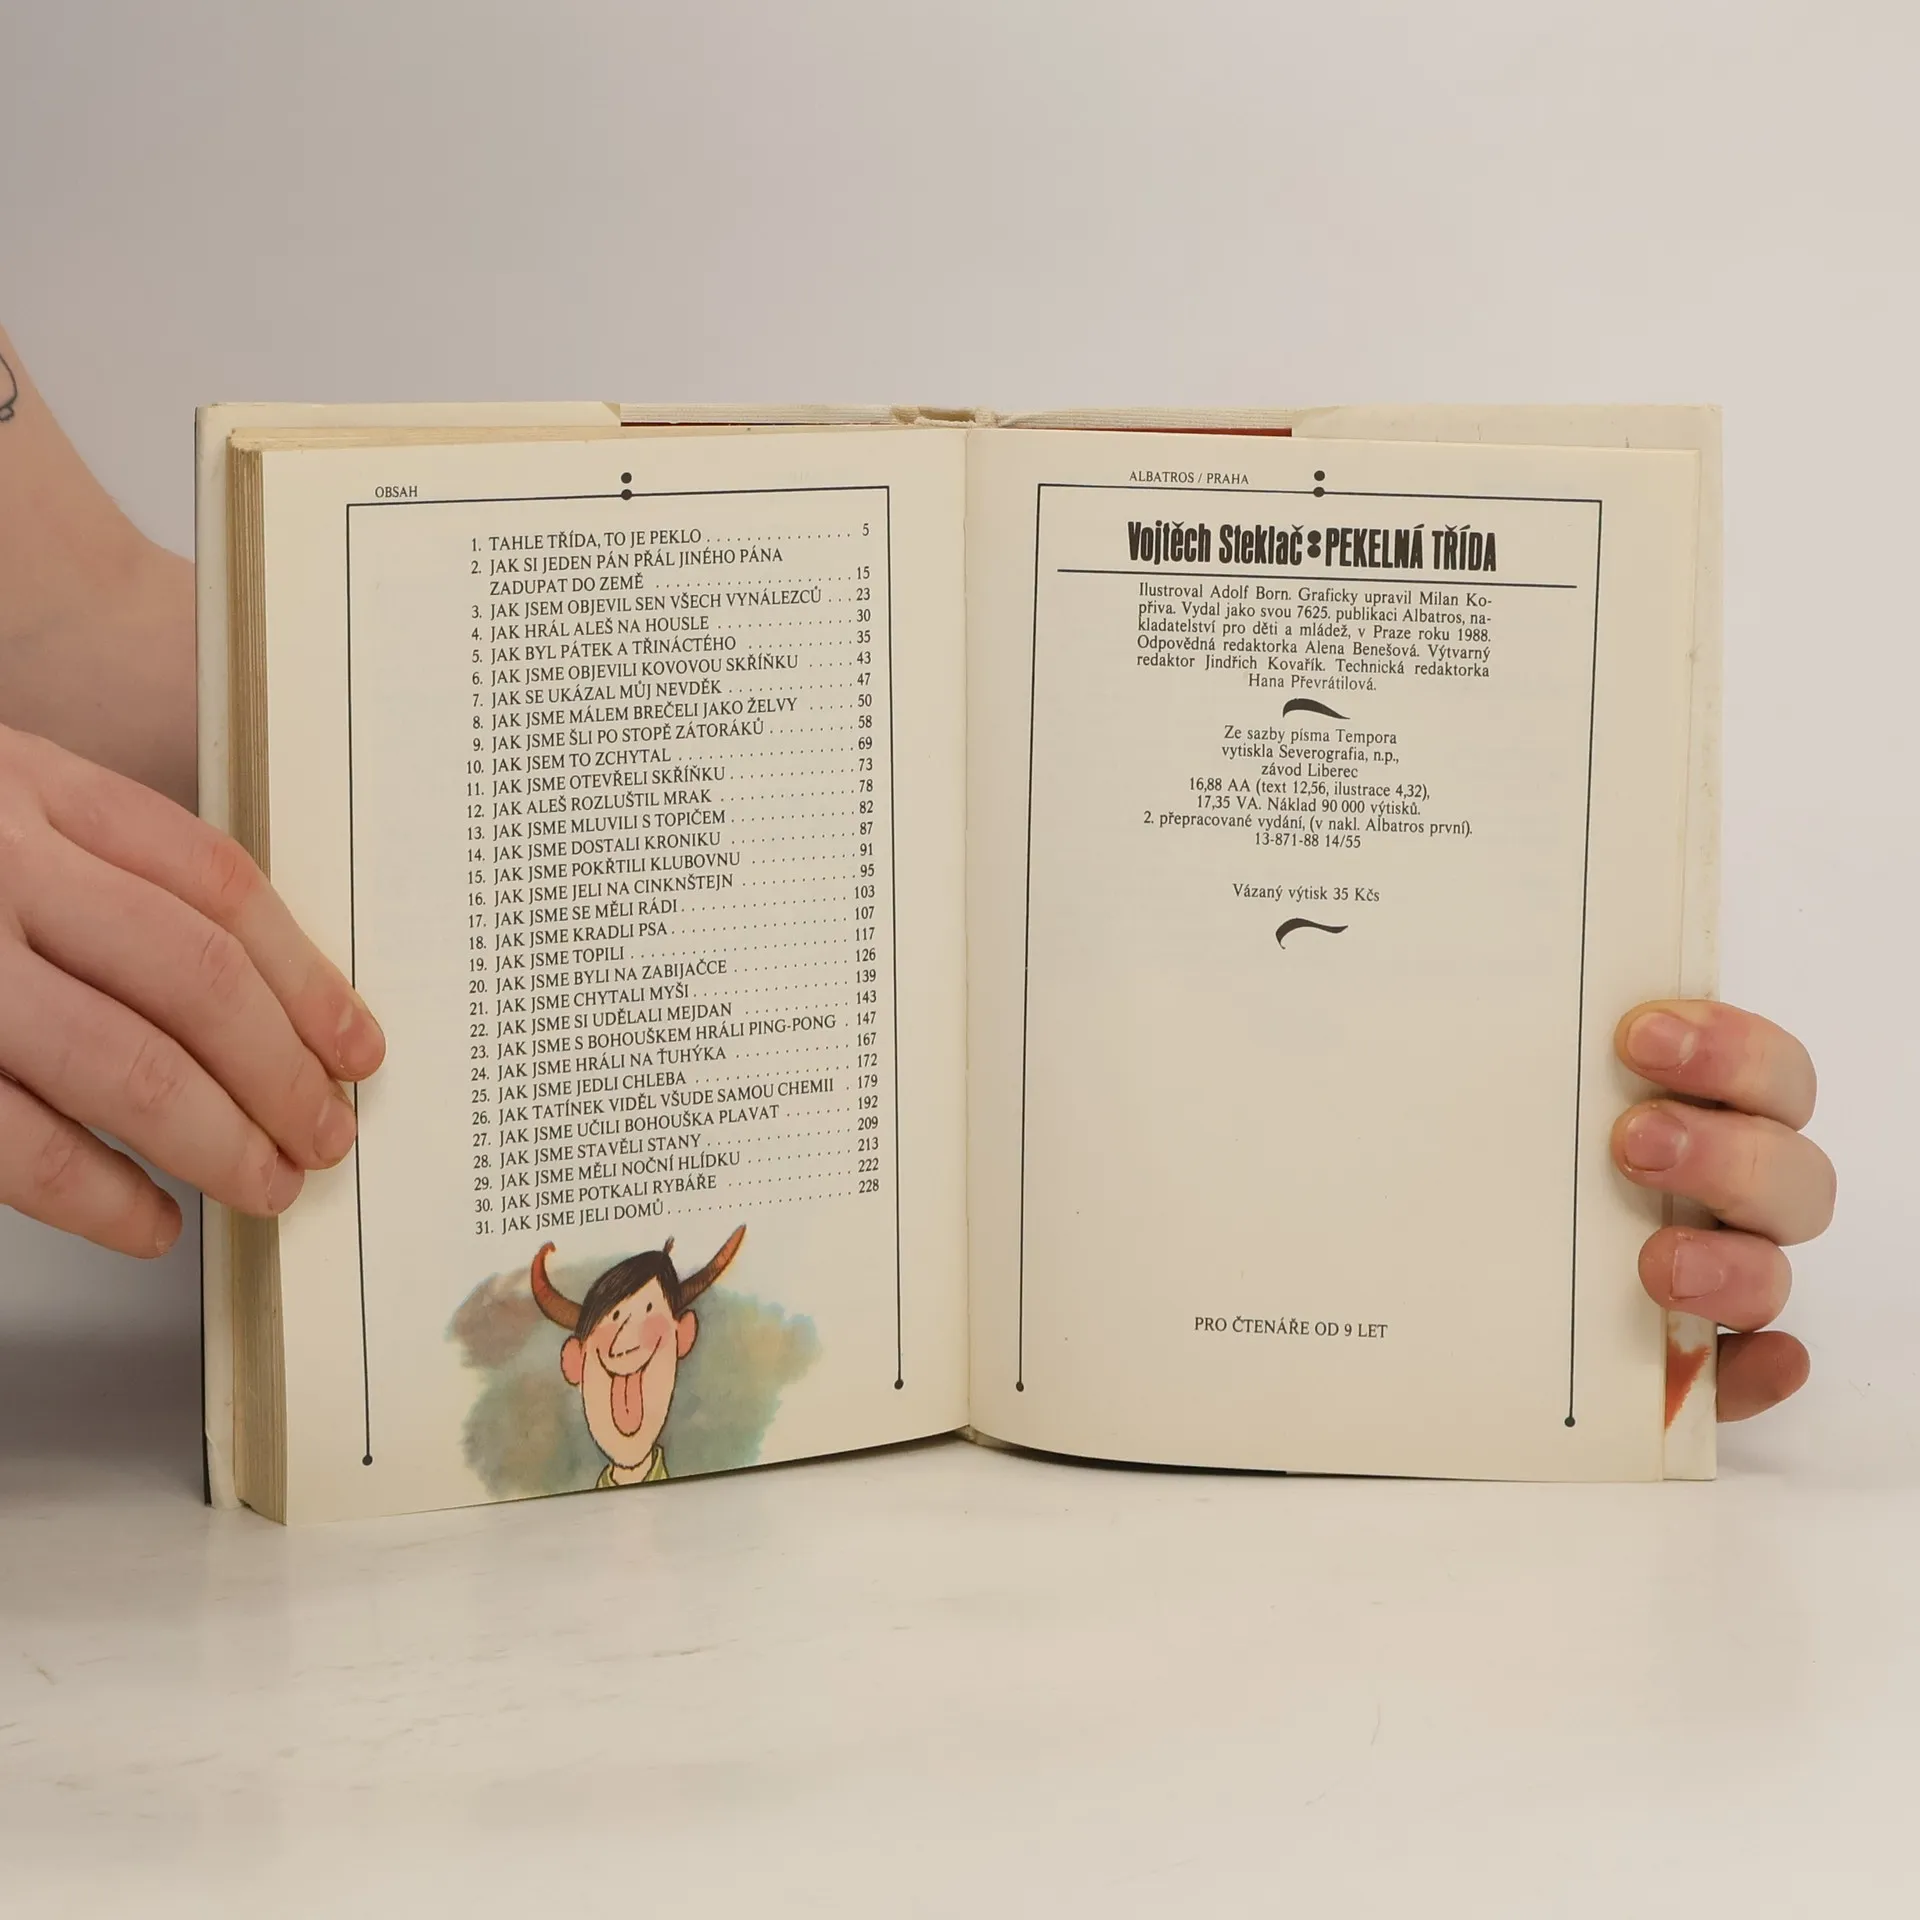 OBSAH
1. TAHLE TŘÍDA, TO JE PEKLO . . . . . . . . . . . . . . . 5
2. JAK SI JEDEN PÁN PŘÁL JINÉHO PÁNA
ZADUPAT DO ZEMĚ . . . . . . . . . . . . . . . . . . . . 15
3. JAK JSEM OBJEVIL SEN VŠECH VYNÁLEZCŮ . . . 23
4. JAK HRÁL ALEŠ NA HOUSLE . . . . . . . . . . . . . . 30
5. JAK BYL PÁTEK A TŘINÁCTÉHO . . . . . . . . . . . 35
6. JAK JSME OBJEVILI KOVOVOU SKŘÍŇKU . . . . . 43
7. JAK SE UKÁZAL MŮJ NEVDĚK . . . . . . . . . . . . . 47
8. JAK JSME MÁLEM BREČELI JAKO ŽELVY . . . . . 50
9. JAK JSME ŠLI PO STOPĚ ZÁTORÁKŮ . . . . . . . . . 58
10. JAK JSEM TO ZCHYTAL . . . . . . . . . . . . . . . . . . 69
11. JAK JSME OTEVŘELI SKŘÍŇKU . . . . . . . . . . . . . 73
12. JAK ALEŠ ROZLUŠTIL MRAK . . . . . . . . . . . . . . 78
13. JAK JSME MLUVILI S TOPIČEM . . . . . . . . . . . . . 82
14. JAK JSME DOSTALI KRONIKU . . . . . . . . . . . . . 87
15. JAK JSME POKŘTILI KLUBOVNU . . . . . . . . . . . 91
16. JAK JSME JELI NA CINKNŠTEJN . . . . . . . . . . . . 95
17. JAK JSME SE MĚLI RÁDI . . . . . . . . . . . . . . . . . 103
18. JAK JSME KRADLI PSA . . . . . . . . . . . . . . . . . . 107
19. JAK JSME TOPILI . . . . . . . . . . . . . . . . . . . . . . 117
20. JAK JSME BYLI NA ZABIJAČCE . . . . . . . . . . . . 126
21. JAK JSME CHYTALI MYŠI . . . . . . . . . . . . . . . . 139
22. JAK JSME SI UDĚLALI MEJDAN . . . . . . . . . . . 143
23. JAK JSME S BOHOUŠKEM HRÁLI PING-PONG . 147
24. JAK JSME HRÁLI NA ŤUHÝKA . . . . . . . . . . . . 167
25. JAK JSME JEDLI CHLEBA . . . . . . . . . . . . . . . . 172
26. JAK TATÍNEK VIDĚL VŠUDE SAMOU CHEMII . 179
27. JAK JSME UČILI BOHOUŠKA PLAVAT . . . . . . . 192
28. JAK JSME STAVĚLI STANY . . . . . . . . . . . . . . . 209
29. JAK JSME MĚLI NOČNÍ HLÍDKU . . . . . . . . . . . 213
30. JAK JSME POTKALI RYBÁŘE . . . . . . . . . . . . . 222
31. JAK JSME JELI DOMŮ . . . . . . . . . . . . . . . . . . 228
ALBATROS / PRAHA
Vojtěch Steklač : PEKELNÁ TŘÍDA
Ilustroval Adolf Born. Graficky upravil Milan Ko-
přiva. Vydal jako svou 7625. publikaci Albatros, na-
kladatelství pro děti a mládež, v Praze roku 1988.
Odpovědná redaktorka Alena Benešová. Výtvarný
redaktor Jindřich Kovařík. Technická redaktorka
Hana Převrátilová.
Ze sazby písma Tempora
vytiskla Severografia, n.p.,
závod Liberec
16,88 AA (text 12,56, ilustrace 4,32),
17,35 VA. Náklad 90 000 výtisků.
2. přepracované vydání, (v nakl. Albatros první).
13-871-88 14/55
Vázaný výtisk 35 Kčs
PRO ČTENÁŘE OD 9 LET